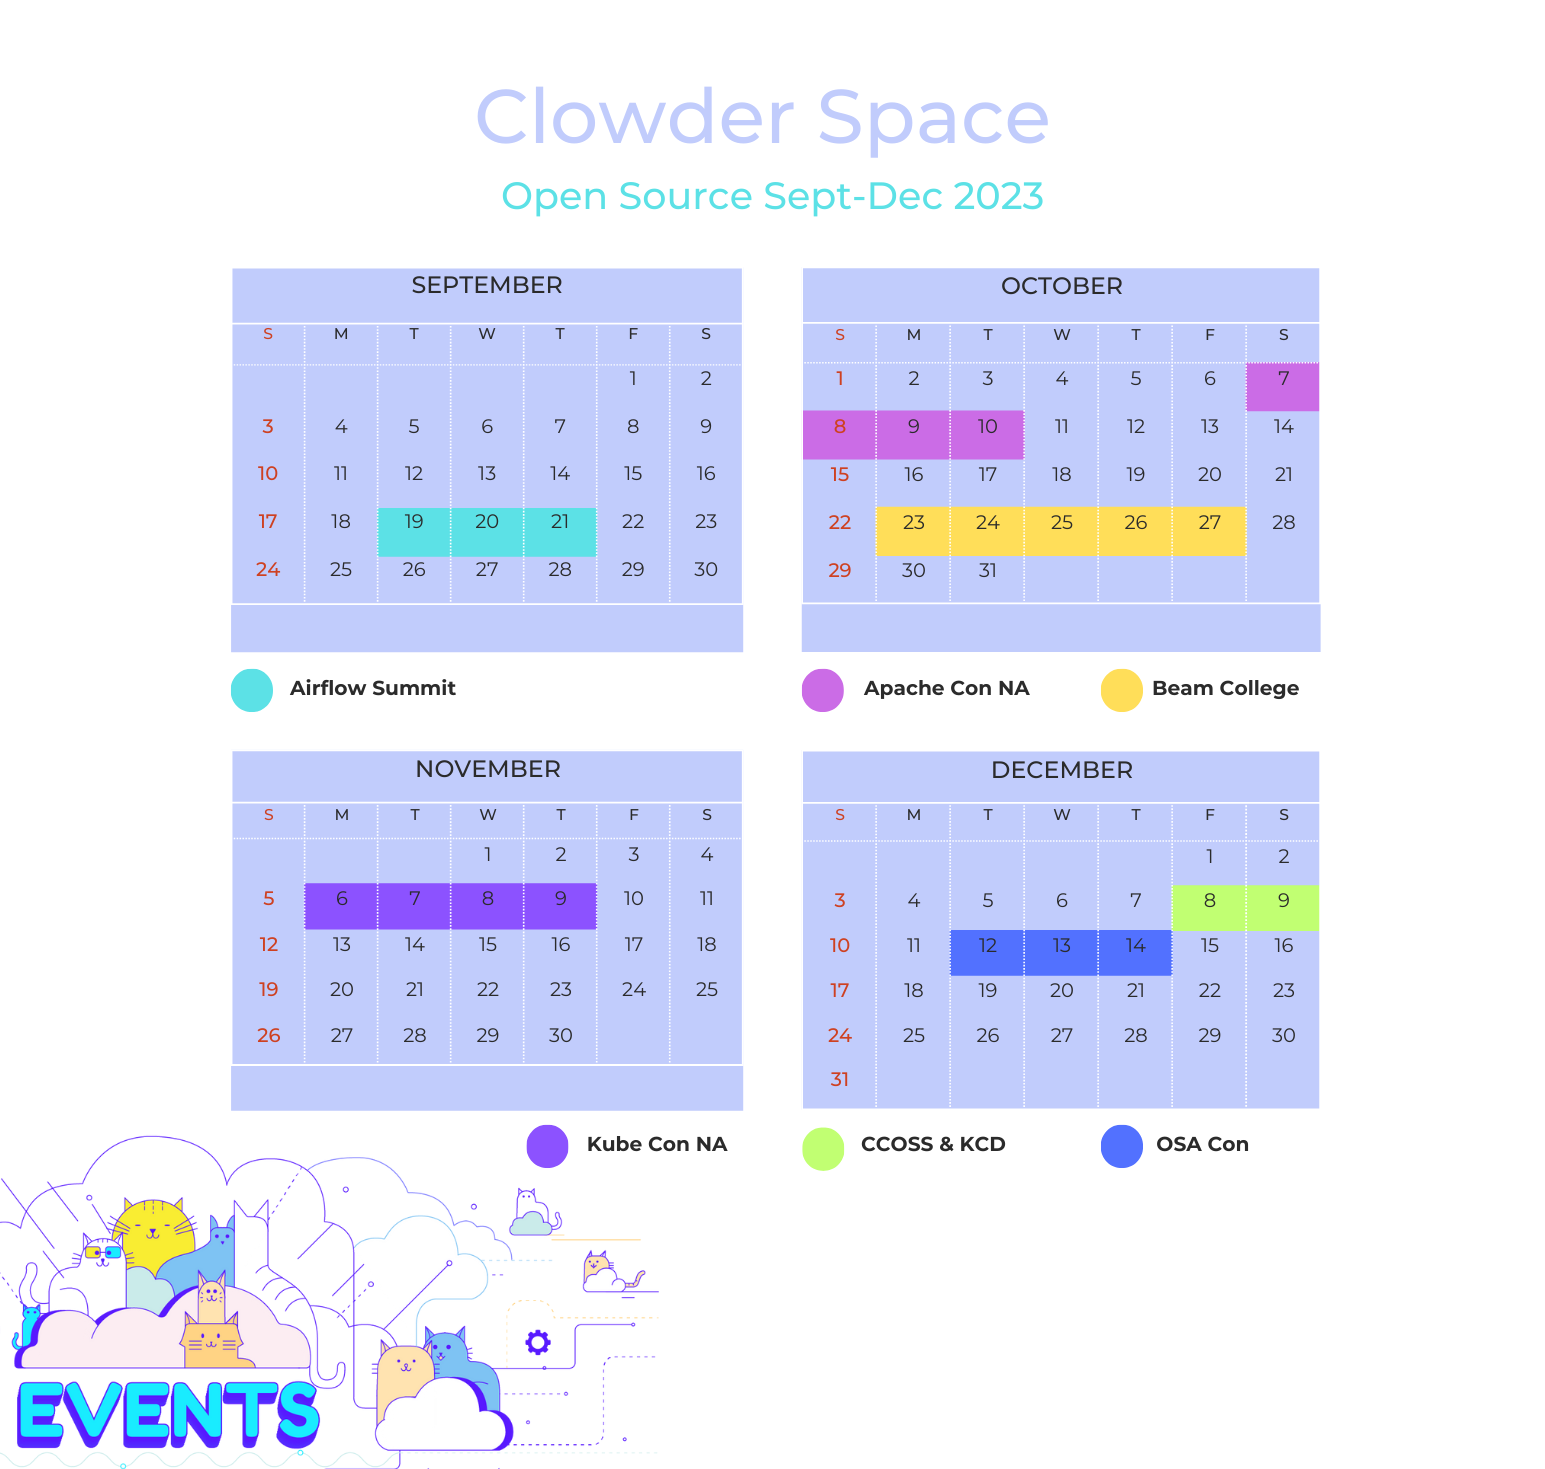 Clowder Space
Open Source Sept-Dec 2023
SEPTEMBER
S M T W T F S
1 2
3 4 5 6 7 8 9
10 11 12 13 14 15 16
17 18 19 20 21 22 23
24 25 26 27 28 29 30
Airflow Summit
OCTOBER
S M T W T F S
1 2 3 4 5 6 7
8 9 10 11 12 13 14
15 16 17 18 19 20 21
22 23 24 25 26 27 28
29 30 31
Apache Con NA
Beam College
NOVEMBER
S M T W T F S
1 2 3 4
5 6 7 8 9 10 11
12 13 14 15 16 17 18
19 20 21 22 23 24 25
26 27 28 29 30
Kube Con NA
DECEMBER
S M T W T F S
1 2
3 4 5 6 7 8 9
10 11 12 13 14 15 16
17 18 19 20 21 22 23
24 25 26 27 28 29 30
31
CCOSS & KCD
OSA Con
EVENTS